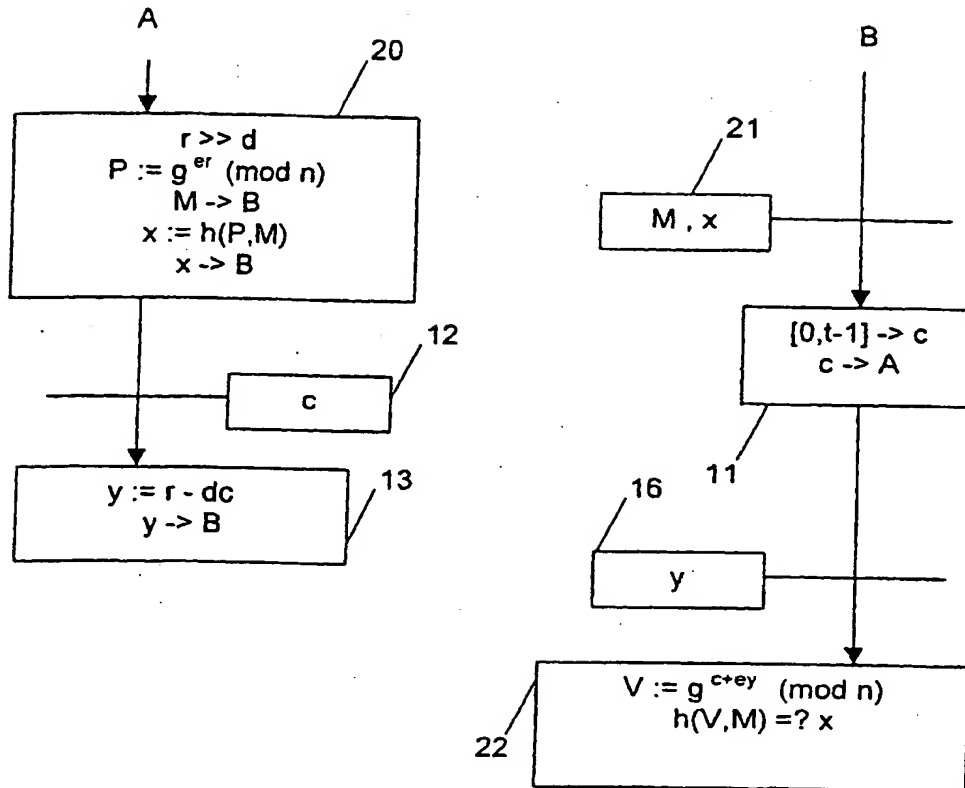 A
20
r >> d
P := g^er (mod n)
M -> B
x := h(P,M)
x -> B
12
c
y := r - dc
y -> B
13
B
21
M , x
[0,t-1] -> c
c -> A
11
16
y
V := g^c+ey (mod n)
h(V,M) =? x
22